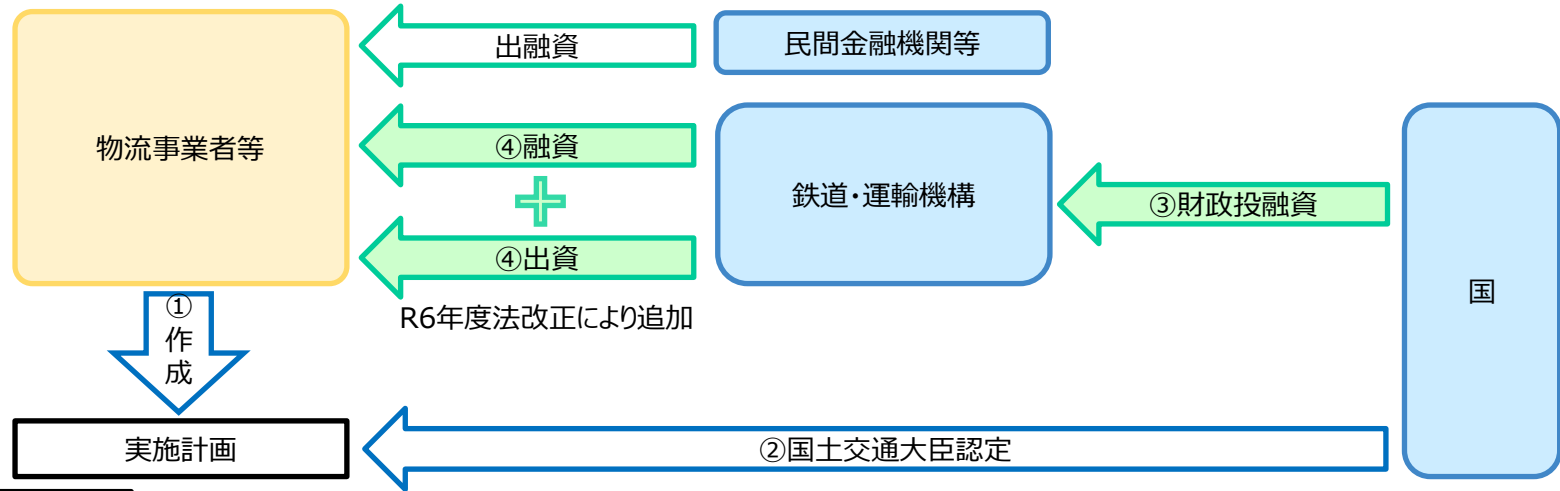 出融資
民間金融機関等
物流事業者等
④融資
鉄道・運輸機構
③財政投融資
④出資
国
R6年度法改正により追加
①
作
成
実施計画
②国土交通大臣認定